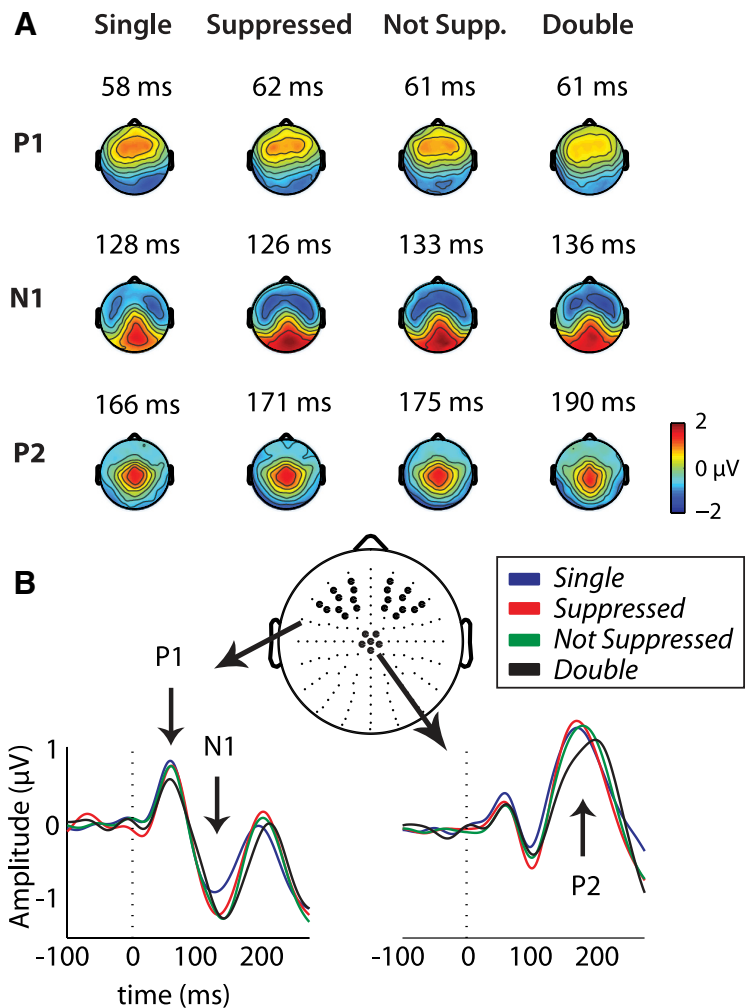 A
Single Suppressed Not Supp. Double
58 ms 62 ms 61 ms 61 ms
P1
128 ms 126 ms 133 ms 136 ms
N1
166 ms 171 ms 175 ms 190 ms
P2
2
0 µV
−2
B
Single
Suppressed
Not Suppressed
Double
P1
N1
P2
Amplitude (µV)
1
0
-1
-100 0 100 200
time (ms)
-100 0 100 200